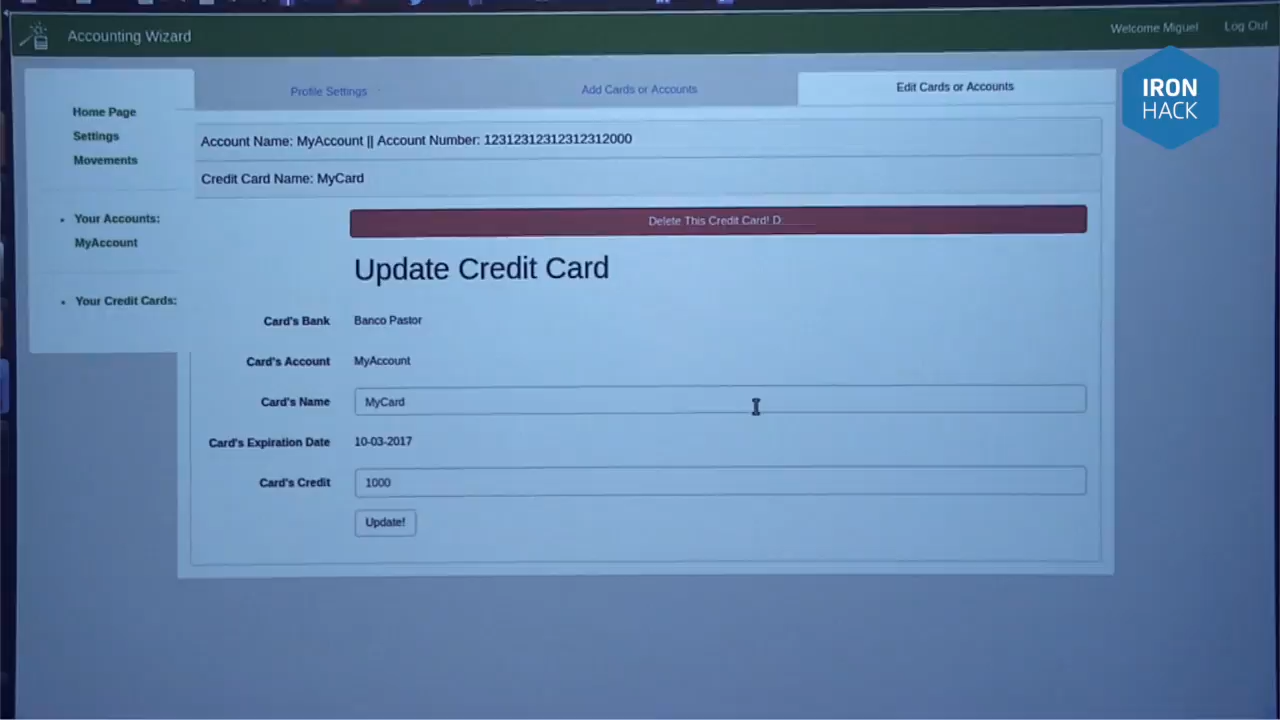 Accounting Wizard
Welcome Miguel
Log Out
IRON
HACK
Home Page
Settings
Movements
Your Accounts:
MyAccount
Your Credit Cards:
Profile Settings
Add Cards or Accounts
Edit Cards or Accounts
Account Name: MyAccount || Account Number: 12312312312312312000
Credit Card Name: MyCard
Delete This Credit Card! D
Update Credit Card
Card's Bank Banco Pastor
Card's Account MyAccount
Card's Name MyCard
Card's Expiration Date 10-03-2017
Card's Credit 1000
Update!